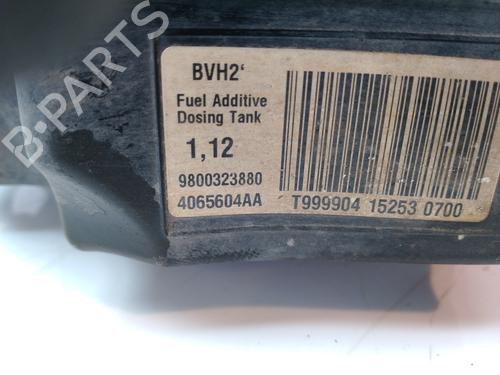 BVH2'
Fuel Additive
Dosing Tank
1,12
9800323880
4065604AA
T999904 15253 0700
B-PARTS